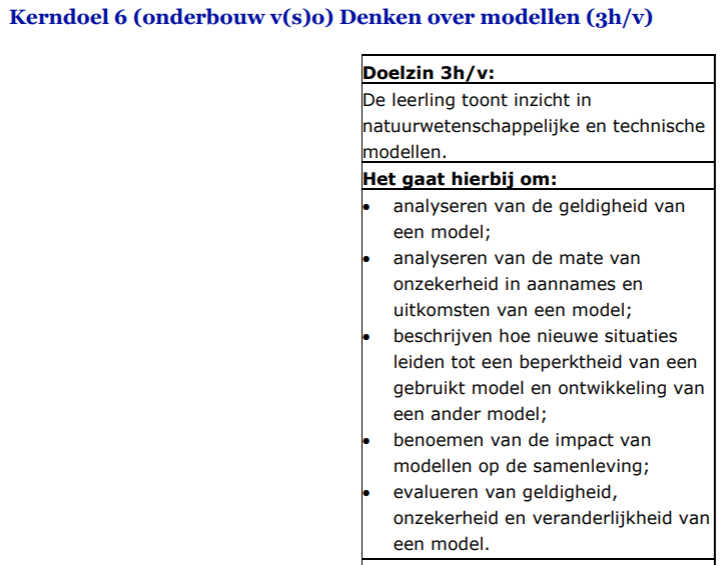 Kerndoel 6 (onderbouw v(s)o) Denken over modellen (3h/v)
Doelzin 3h/v:
De leerling toont inzicht in
natuurwetenschappelijke en technische
modellen.
Het gaat hierbij om:
• analyseren van de geldigheid van
een model;
• analyseren van de mate van
onzekerheid in aannames en
uitkomsten van een model;
• beschrijven hoe nieuwe situaties
leiden tot een beperktheid van een
gebruikt model en ontwikkeling van
een ander model;
• benoemen van de impact van
modellen op de samenleving;
• evalueren van geldigheid,
onzekerheid en veranderlijkheid van
een model.